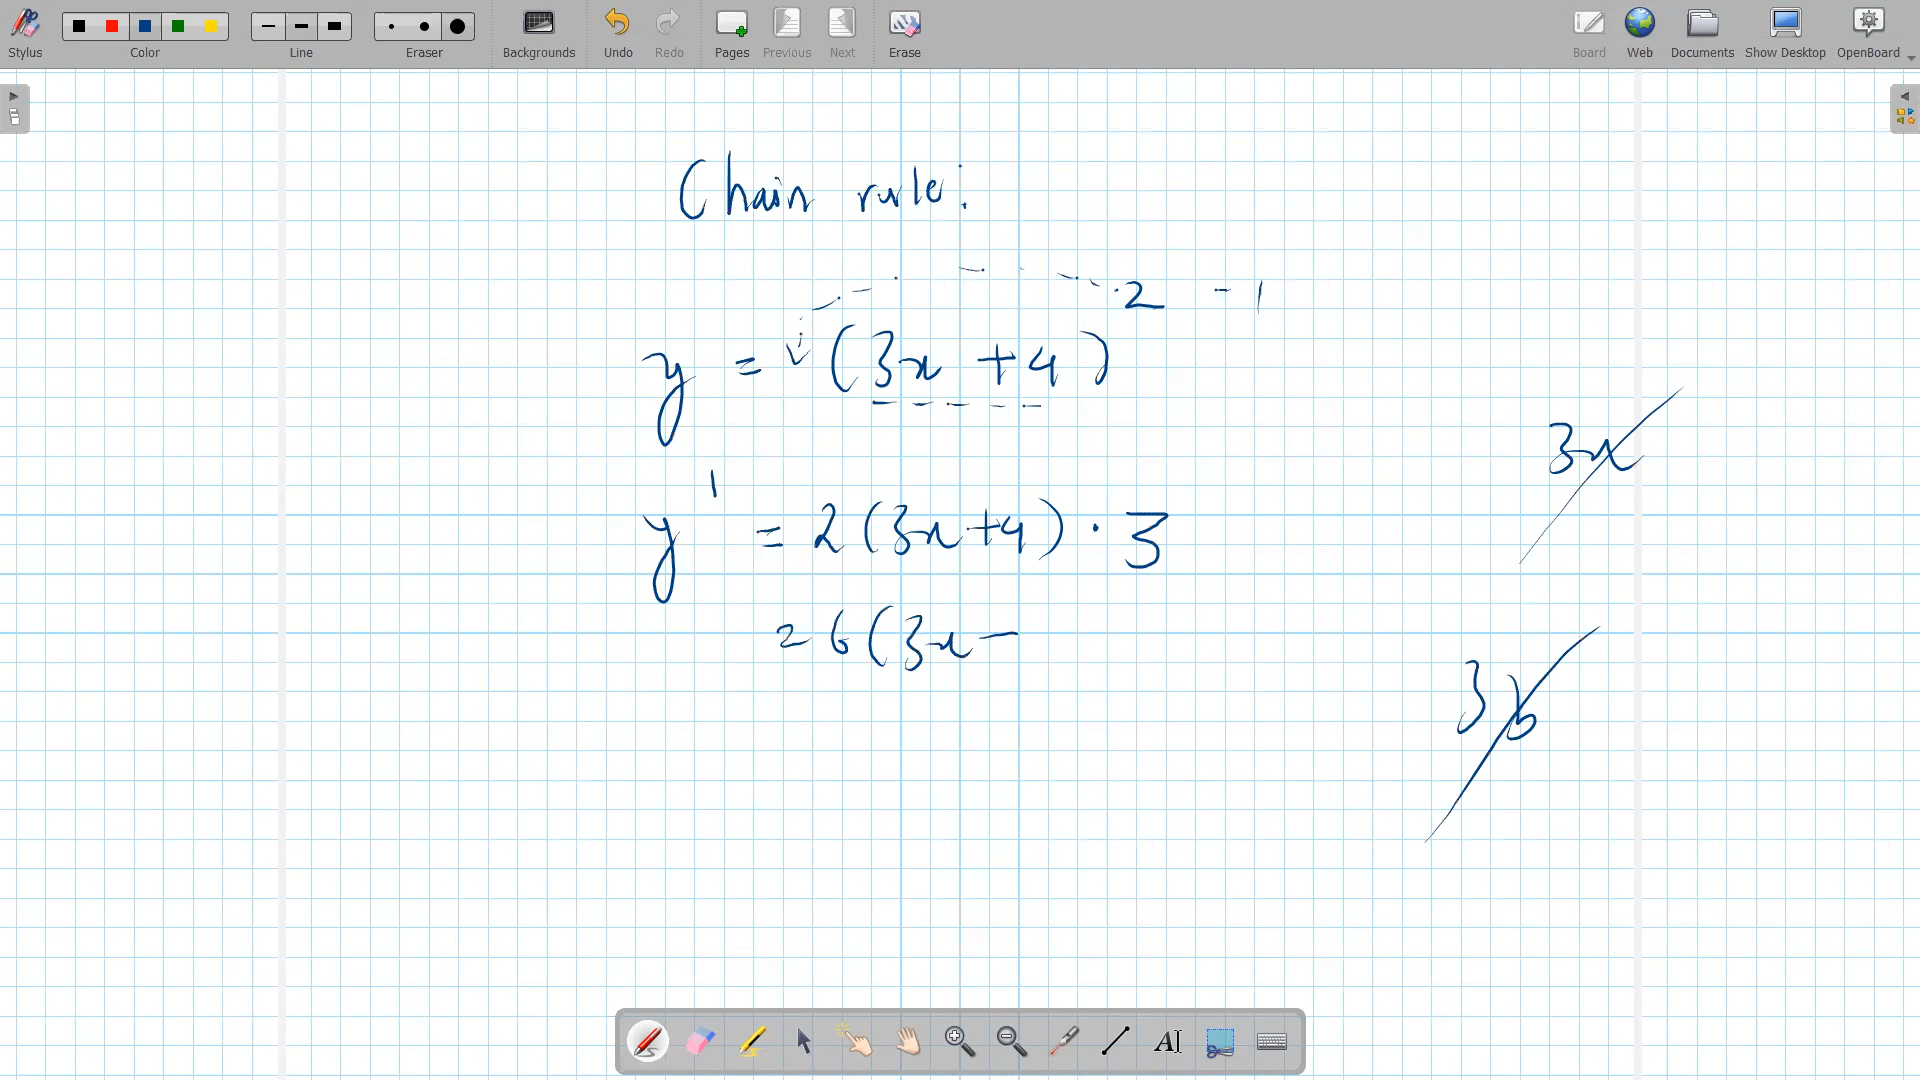 Stylus Color Line Eraser Backgrounds Undo Redo Pages Previous Next Erase Board Web Documents Show Desktop OpenBoard
Chain rule:
y = (3x + 4)² - 1
3x
y' = 2(3x+4) · 3
= 6(3x −
3